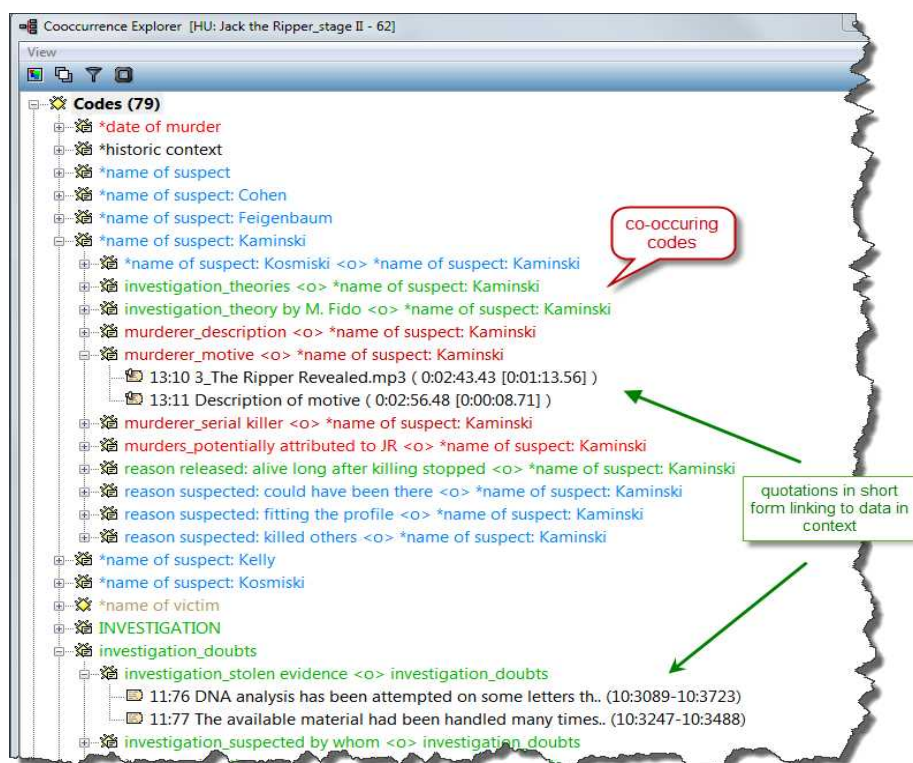 Cooccurrence Explorer [HU: Jack the Ripper_stage II - 62]
View
Codes (79)
*date of murder
*historic context
*name of suspect
*name of suspect: Cohen
*name of suspect: Feigenbaum
*name of suspect: Kaminski
co-occuring
codes
*name of suspect: Kosmiski <o> *name of suspect: Kaminski
investigation_theories <o> *name of suspect: Kaminski
investigation_theory by M. Fido <o> *name of suspect: Kaminski
murderer_description <o> *name of suspect: Kaminski
murderer_motive <o> *name of suspect: Kaminski
13:10 3_The Ripper Revealed.mp3 ( 0:02:43.43 [0:01:13.56] )
13:11 Description of motive ( 0:02:56.48 [0:00:08.71] )
murderer_serial killer <o> *name of suspect: Kaminski
murders_potentially attributed to JR <o> *name of suspect: Kaminski
reason released: alive long after killing stopped <o> *name of suspect: Kaminski
reason suspected: could have been there <o> *name of suspect: Kaminski
reason suspected: fitting the profile <o> *name of suspect: Kaminski
reason suspected: killed others <o> *name of suspect: Kaminski
quotations in short
form linking to data in
context
*name of suspect: Kelly
*name of suspect: Kosmiski
*name of victim
INVESTIGATION
investigation_doubts
investigation_stolen evidence <o> investigation_doubts
11:76 DNA analysis has been attempted on some letters th.. (10:3089-10:3723)
11:77 The available material had been handled many times.. (10:3247-10:3488)
investigation_suspected by whom <o> investigation_doubts